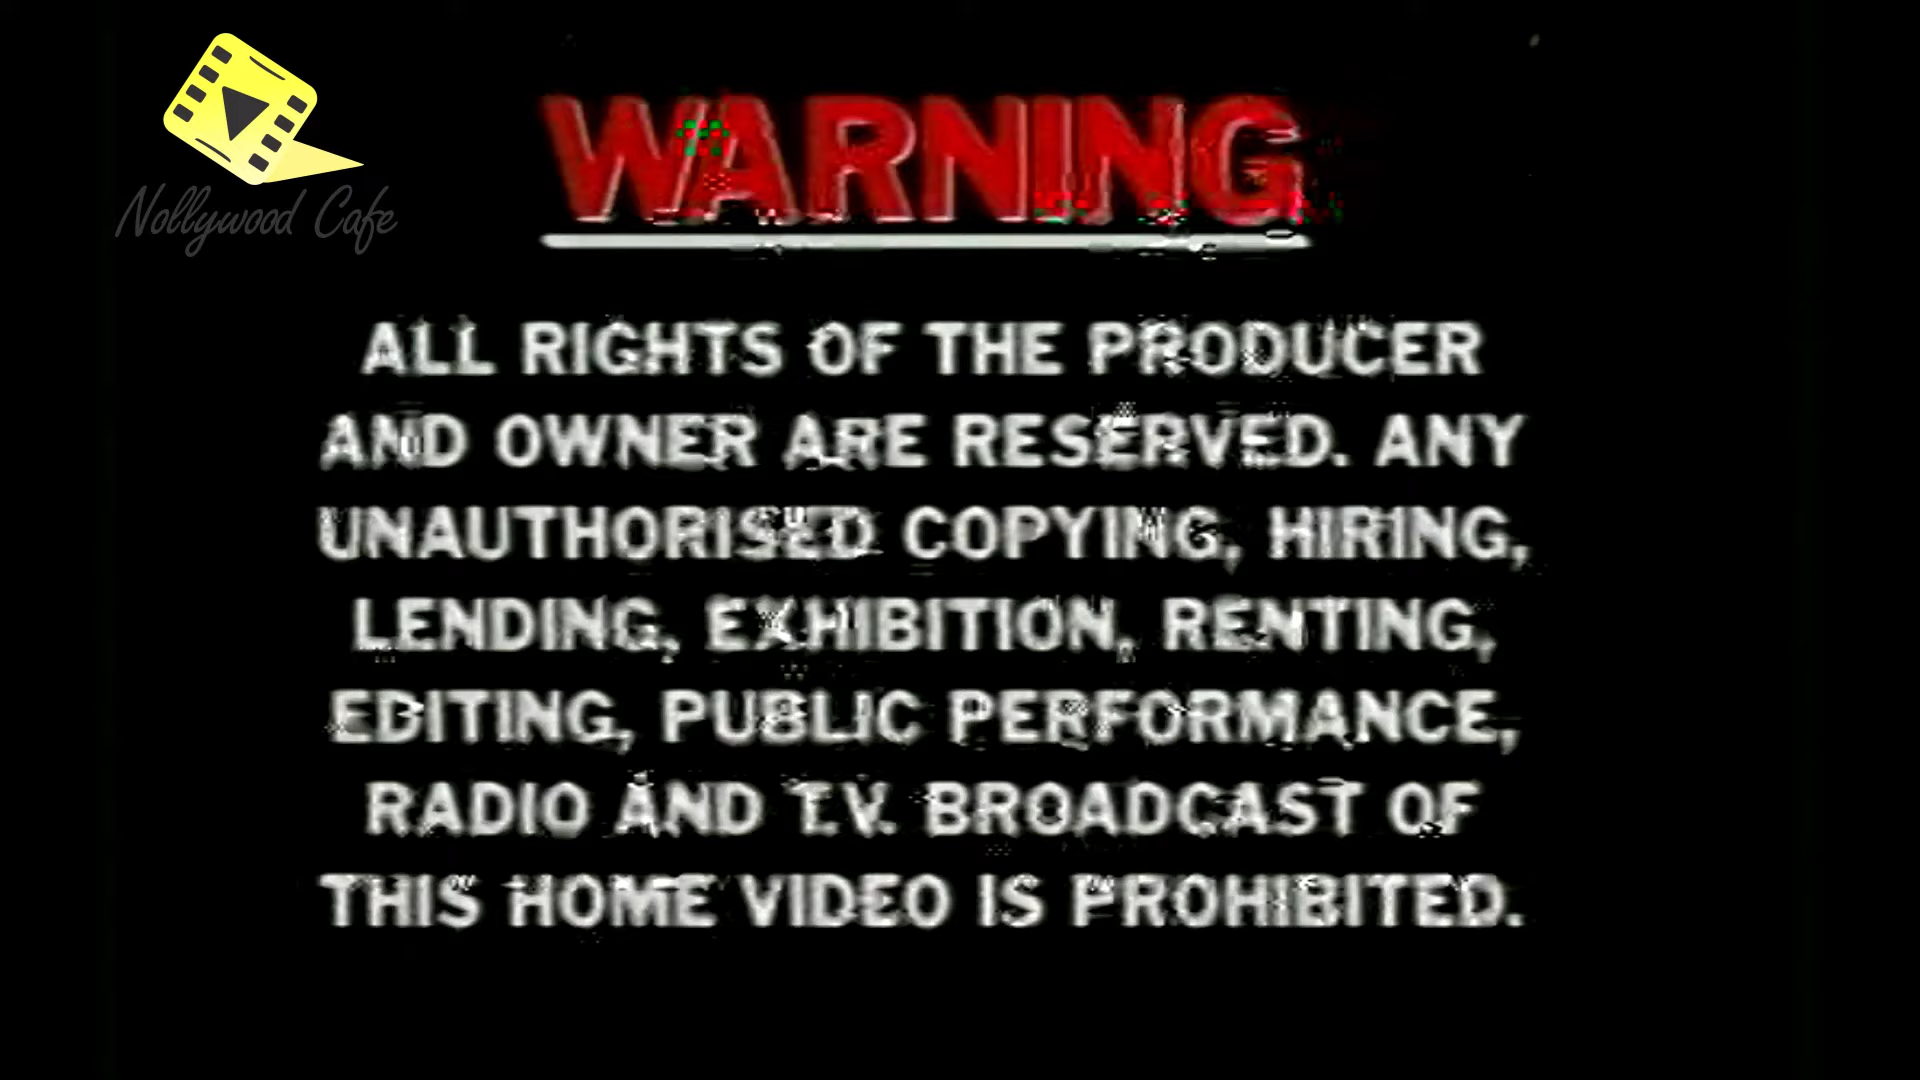 Nollywood Cafe
WARNING
ALL RIGHTS OF THE PRODUCER
AND OWNER ARE RESERVED. ANY
UNAUTHORISED COPYING, HIRING,
LENDING, EXHIBITION, RENTING,
EDITING, PUBLIC PERFORMANCE,
RADIO AND T.V. BROADCAST OF
THIS HOME VIDEO IS PROHIBITED.